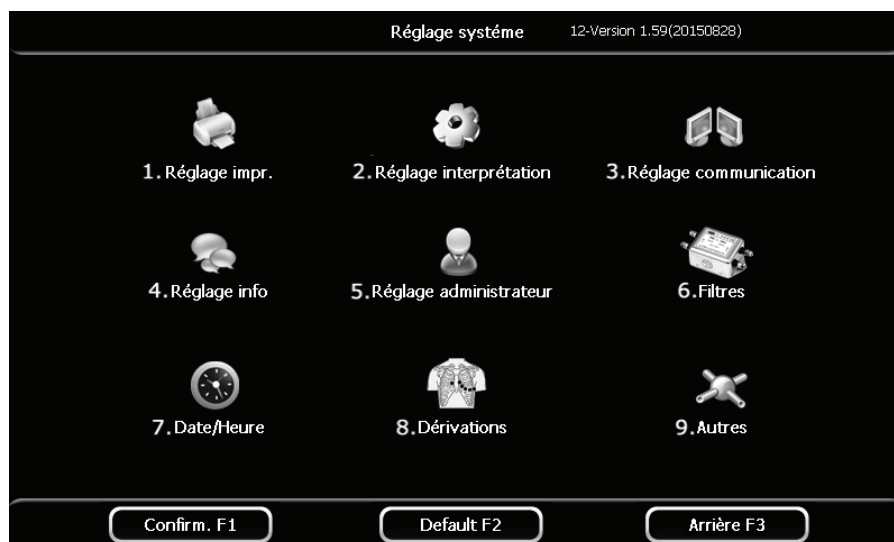 Réglage systéme 12-Version 1.59(20150828)
1.Réglage impr. 2.Réglage interprétation 3.Réglage communication
4.Réglage info 5.Réglage administrateur 6.Filtres
7.Date/Heure 8.Dérivations 9.Autres
Confirm. F1 Default F2 Arrière F3